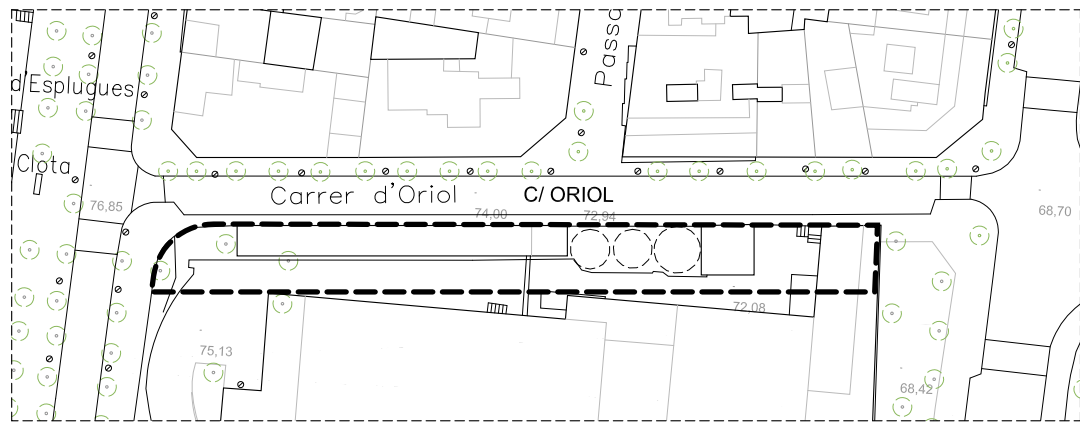 Passe
d'Esplugues
Clota
Carrer d'Oriol
C/ ORIOL
76,85
74,00
72,94
68,70
72,08
75,13
68,42